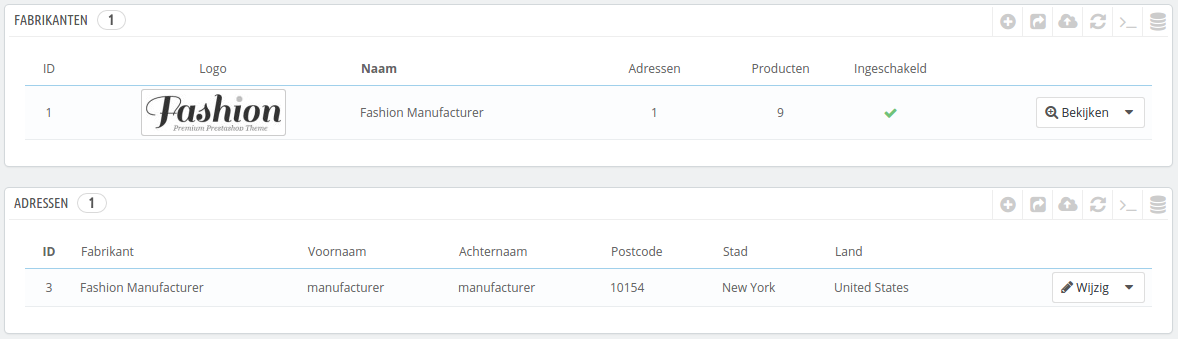 FABRIKANTEN 1
>_
ID Logo Naam Adressen Producten Ingeschakeld
1 Fashion Fashion Manufacturer 1 9 Bekijken
Premium Prestashop Theme
ADRESSEN 1
>_
ID Fabrikant Voornaam Achternaam Postcode Stad Land
3 Fashion Manufacturer manufacturer manufacturer 10154 New York United States Wijzig